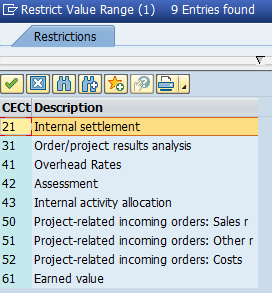 Restrict Value Range (1) 9 Entries found
Restrictions
CECt Description
21 Internal settlement
31 Order/project results analysis
41 Overhead Rates
42 Assessment
43 Internal activity allocation
50 Project-related incoming orders: Sales r
51 Project-related incoming orders: Other r
52 Project-related incoming orders: Costs
61 Earned value